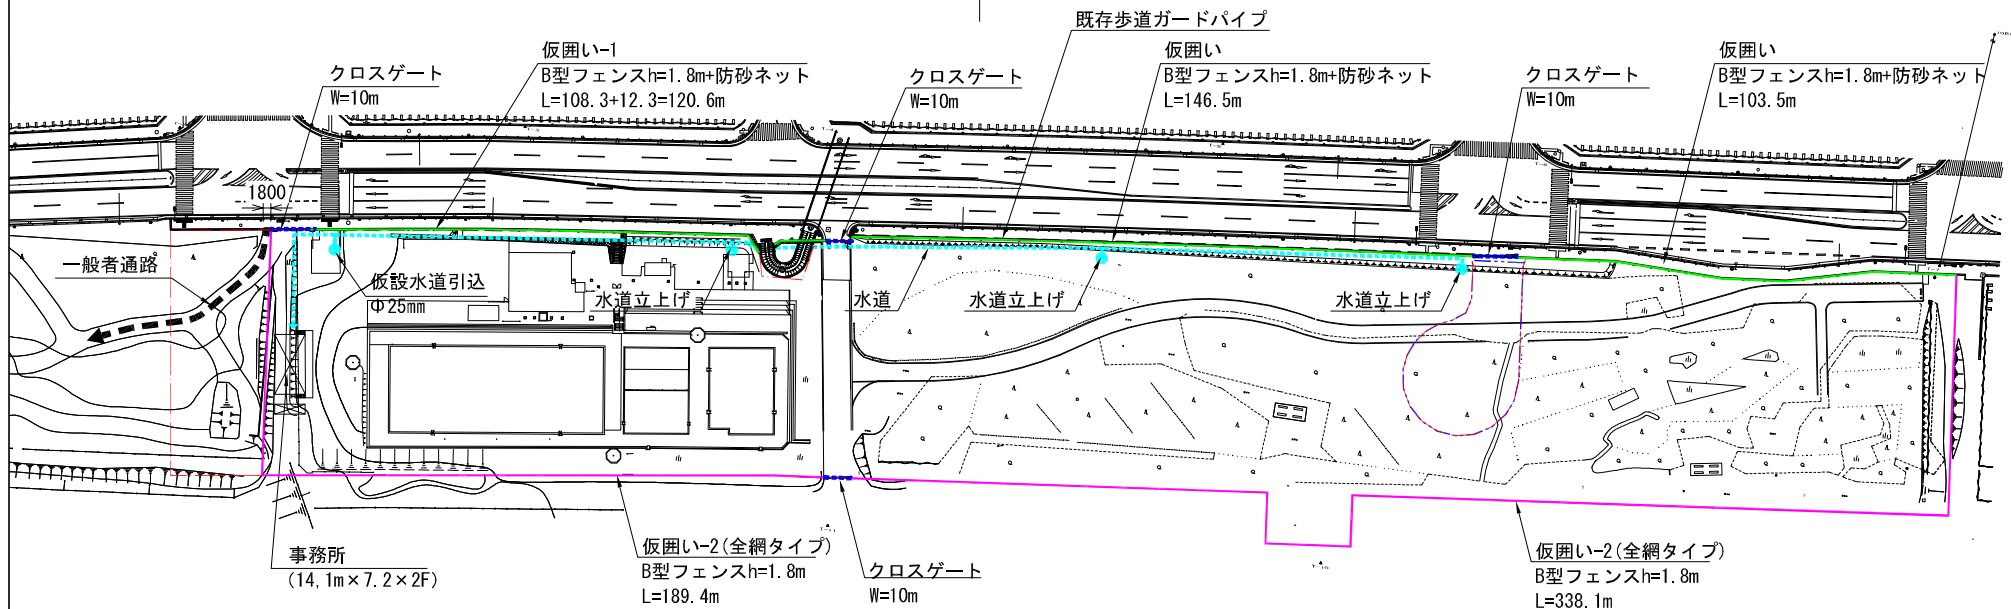 既存歩道ガードパイプ
仮囲い-1
B型フェンスh=1.8m+防砂ネット
L=108.3+12.3=120.6m
仮囲い
B型フェンスh=1.8m+防砂ネット
L=146.5m
仮囲い
B型フェンスh=1.8m+防砂ネット
L=103.5m
クロスゲート
W=10m
クロスゲート
W=10m
クロスゲート
W=10m
1800
一般者通路
仮設水道引込
Φ25mm
水道立上げ
水道
水道立上げ
水道立上げ
事務所
(14,1m×7.2×2F)
仮囲い-2(全網タイプ)
B型フェンスh=1.8m
L=189.4m
クロスゲート
W=10m
仮囲い-2(全網タイプ)
B型フェンスh=1.8m
L=338.1m